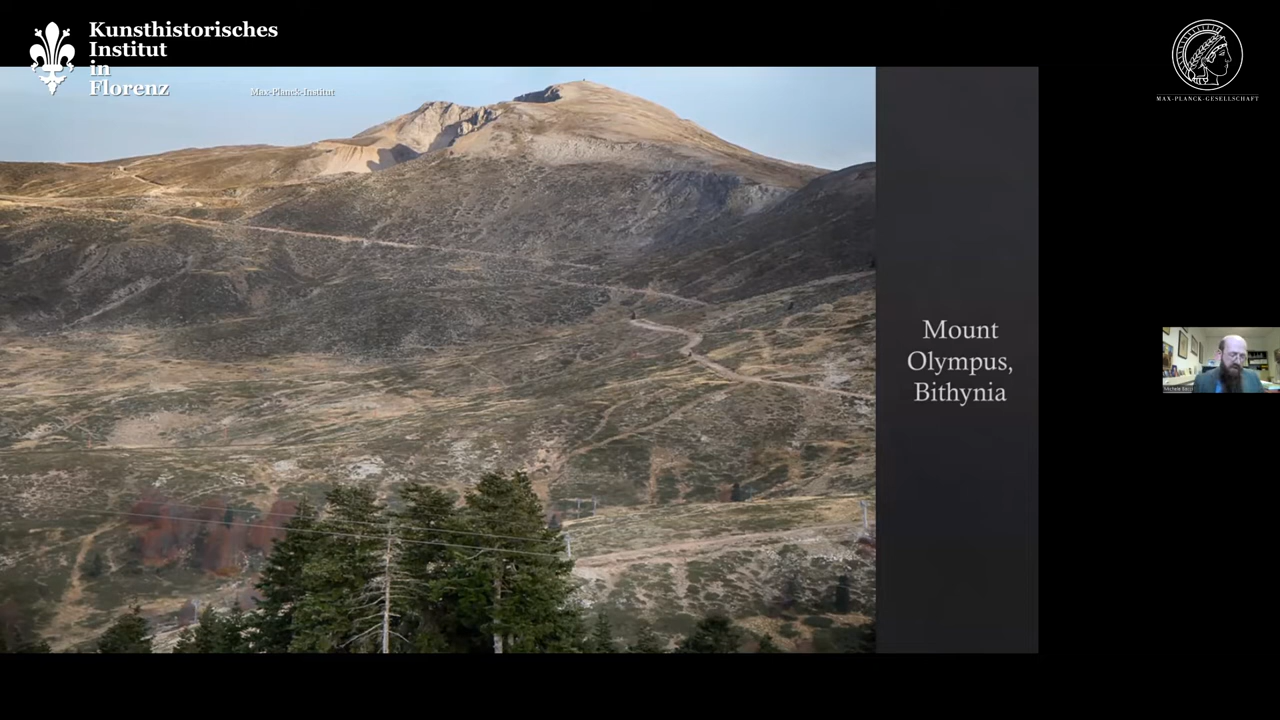 Kunsthistorisches
Institut
in
Florenz
Max-Planck-Institut
MAX-PLANCK-GESELLSCHAFT
Mount
Olympus,
Bithynia